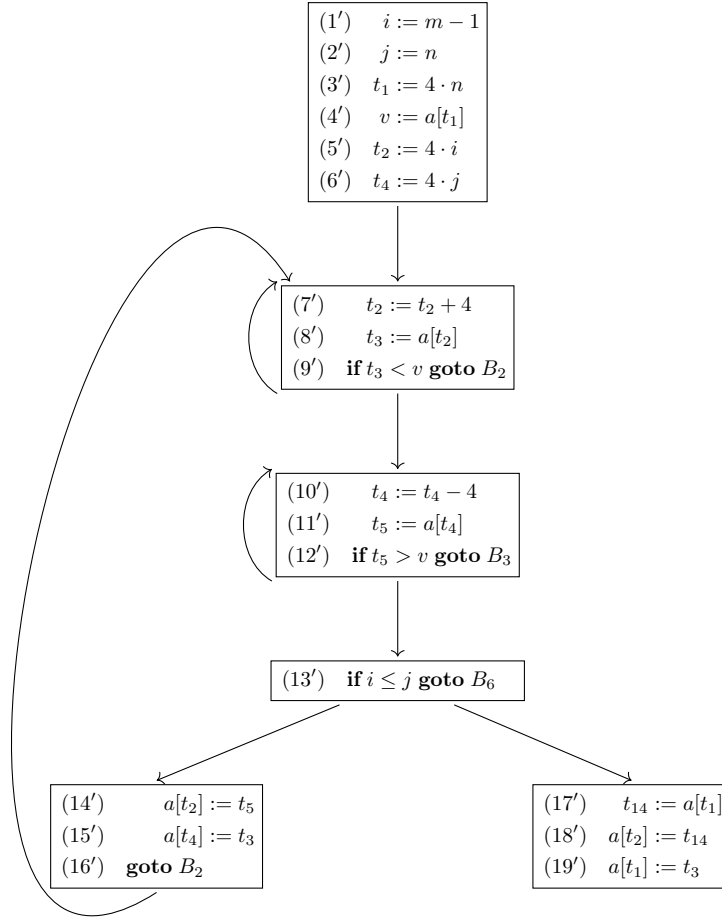 (1′) i := m − 1
(2′) j := n
(3′) t₁ := 4 · n
(4′) v := a[t₁]
(5′) t₂ := 4 · i
(6′) t₄ := 4 · j
(7′) t₂ := t₂ + 4
(8′) t₃ := a[t₂]
(9′) if t₃ < v goto B₂
(10′) t₄ := t₄ − 4
(11′) t₅ := a[t₄]
(12′) if t₅ > v goto B₃
(13′) if i ≤ j goto B₆
(14′) a[t₂] := t₅
(15′) a[t₄] := t₃
(16′) goto B₂
(17′) t₁₄ := a[t₁]
(18′) a[t₂] := t₁₄
(19′) a[t₁] := t₃